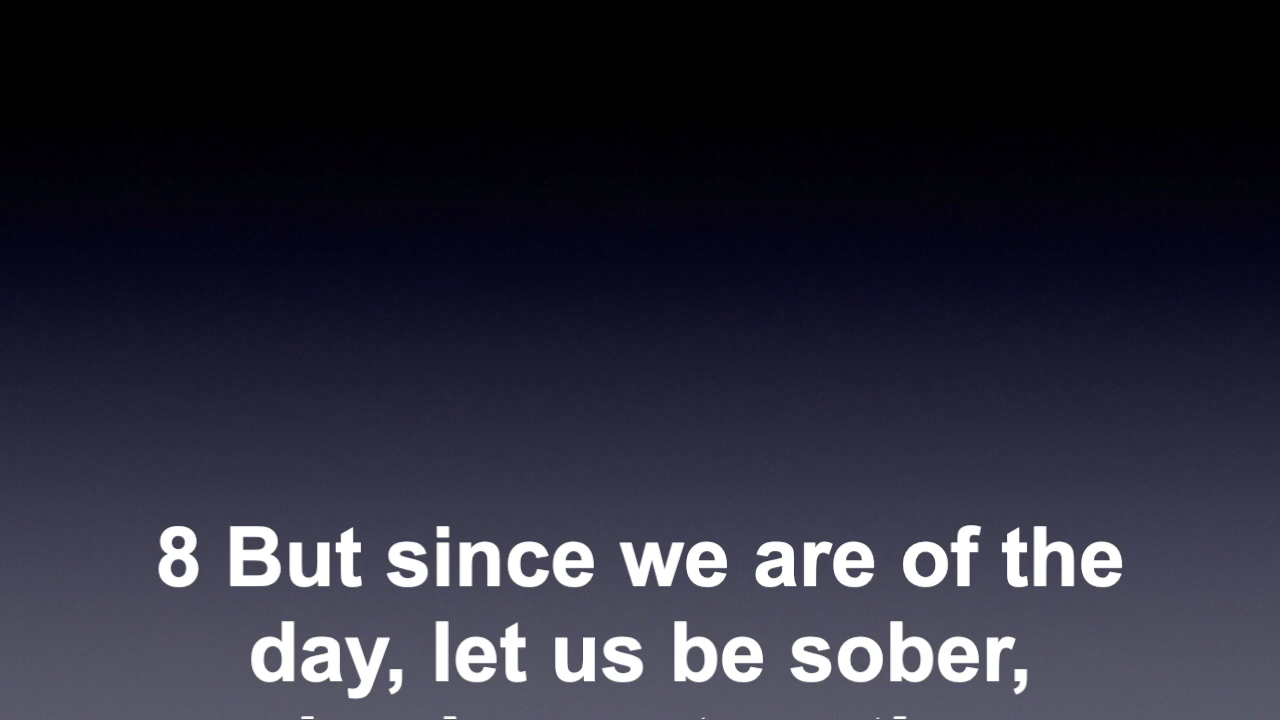 8 But since we are of the
day, let us be sober,